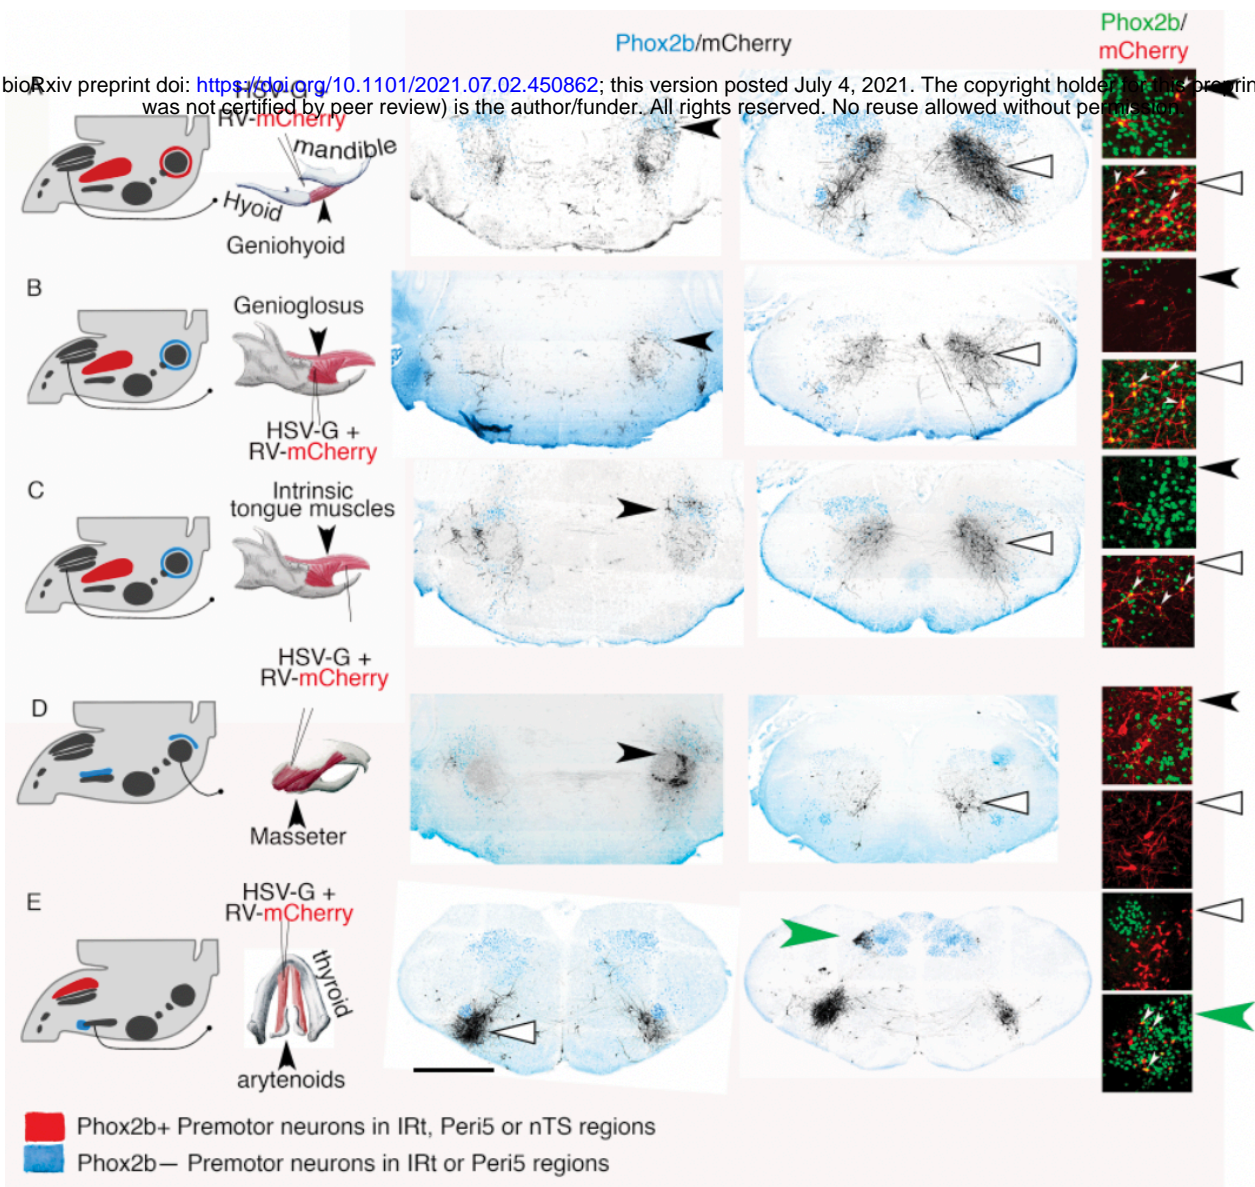 Phox2b/mCherry
Phox2b/
mCherry
bioRxiv preprint doi: https://doi.org/10.1101/2021.07.02.450862; this version posted July 4, 2021. The copyright holder for this preprin
was not certified by peer review) is the author/funder. All rights reserved. No reuse allowed without permission.
A
HSV-G +
RV-mCherry
mandible
Hyoid
Geniohyoid
B
Genioglosus
HSV-G +
RV-mCherry
C
Intrinsic
tongue muscles
HSV-G +
RV-mCherry
D
Masseter
E
HSV-G +
RV-mCherry
thyroid
arytenoids
Phox2b+ Premotor neurons in IRt, Peri5 or nTS regions
Phox2b— Premotor neurons in IRt or Peri5 regions